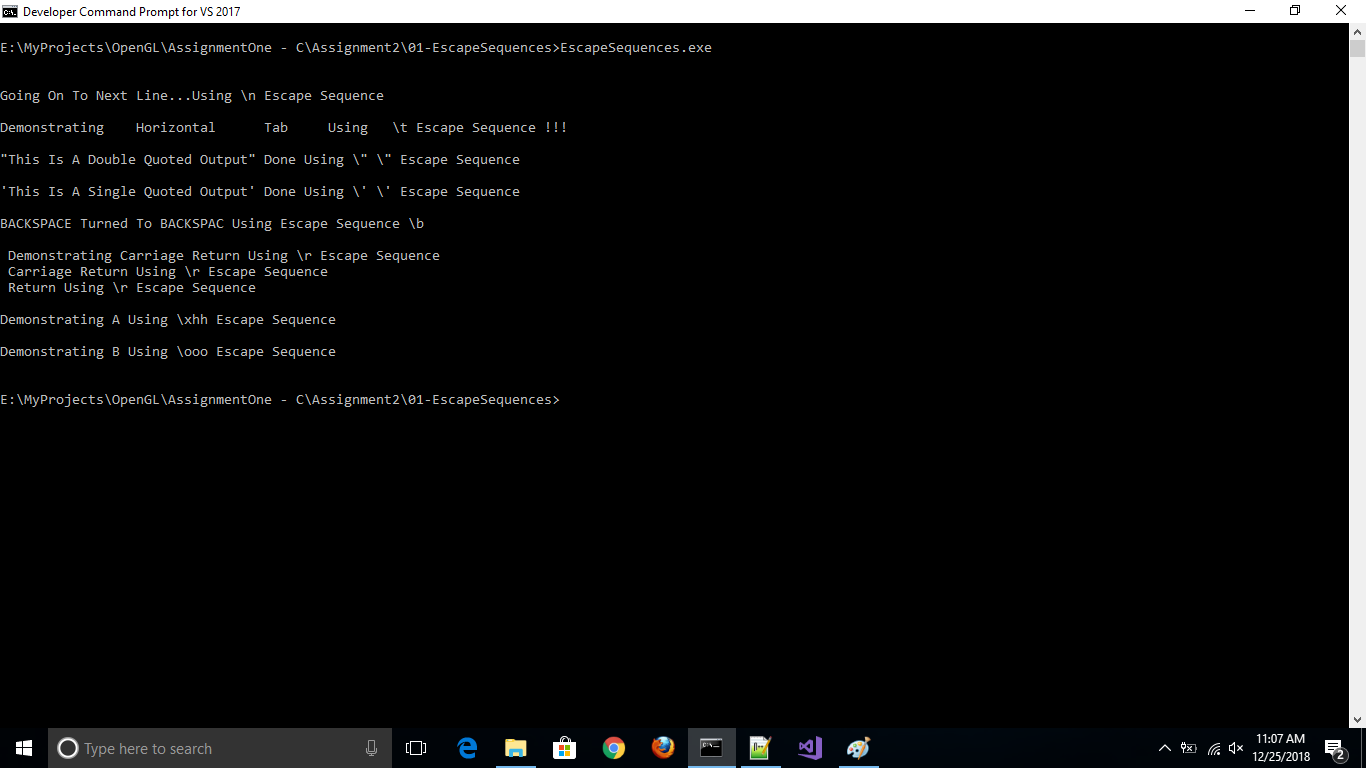 Developer Command Prompt for VS 2017
E:\MyProjects\OpenGL\AssignmentOne - C\Assignment2\01-EscapeSequences>EscapeSequences.exe
Going On To Next Line...Using \n Escape Sequence
Demonstrating    Horizontal      Tab     Using   \t Escape Sequence !!!
"This Is A Double Quoted Output" Done Using \" \" Escape Sequence
'This Is A Single Quoted Output' Done Using \' \' Escape Sequence
BACKSPACE Turned To BACKSPAC Using Escape Sequence \b
 Demonstrating Carriage Return Using \r Escape Sequence
 Carriage Return Using \r Escape Sequence
 Return Using \r Escape Sequence
Demonstrating A Using \xhh Escape Sequence
Demonstrating B Using \ooo Escape Sequence
E:\MyProjects\OpenGL\AssignmentOne - C\Assignment2\01-EscapeSequences>
Type here to search
11:07 AM
12/25/2018
2